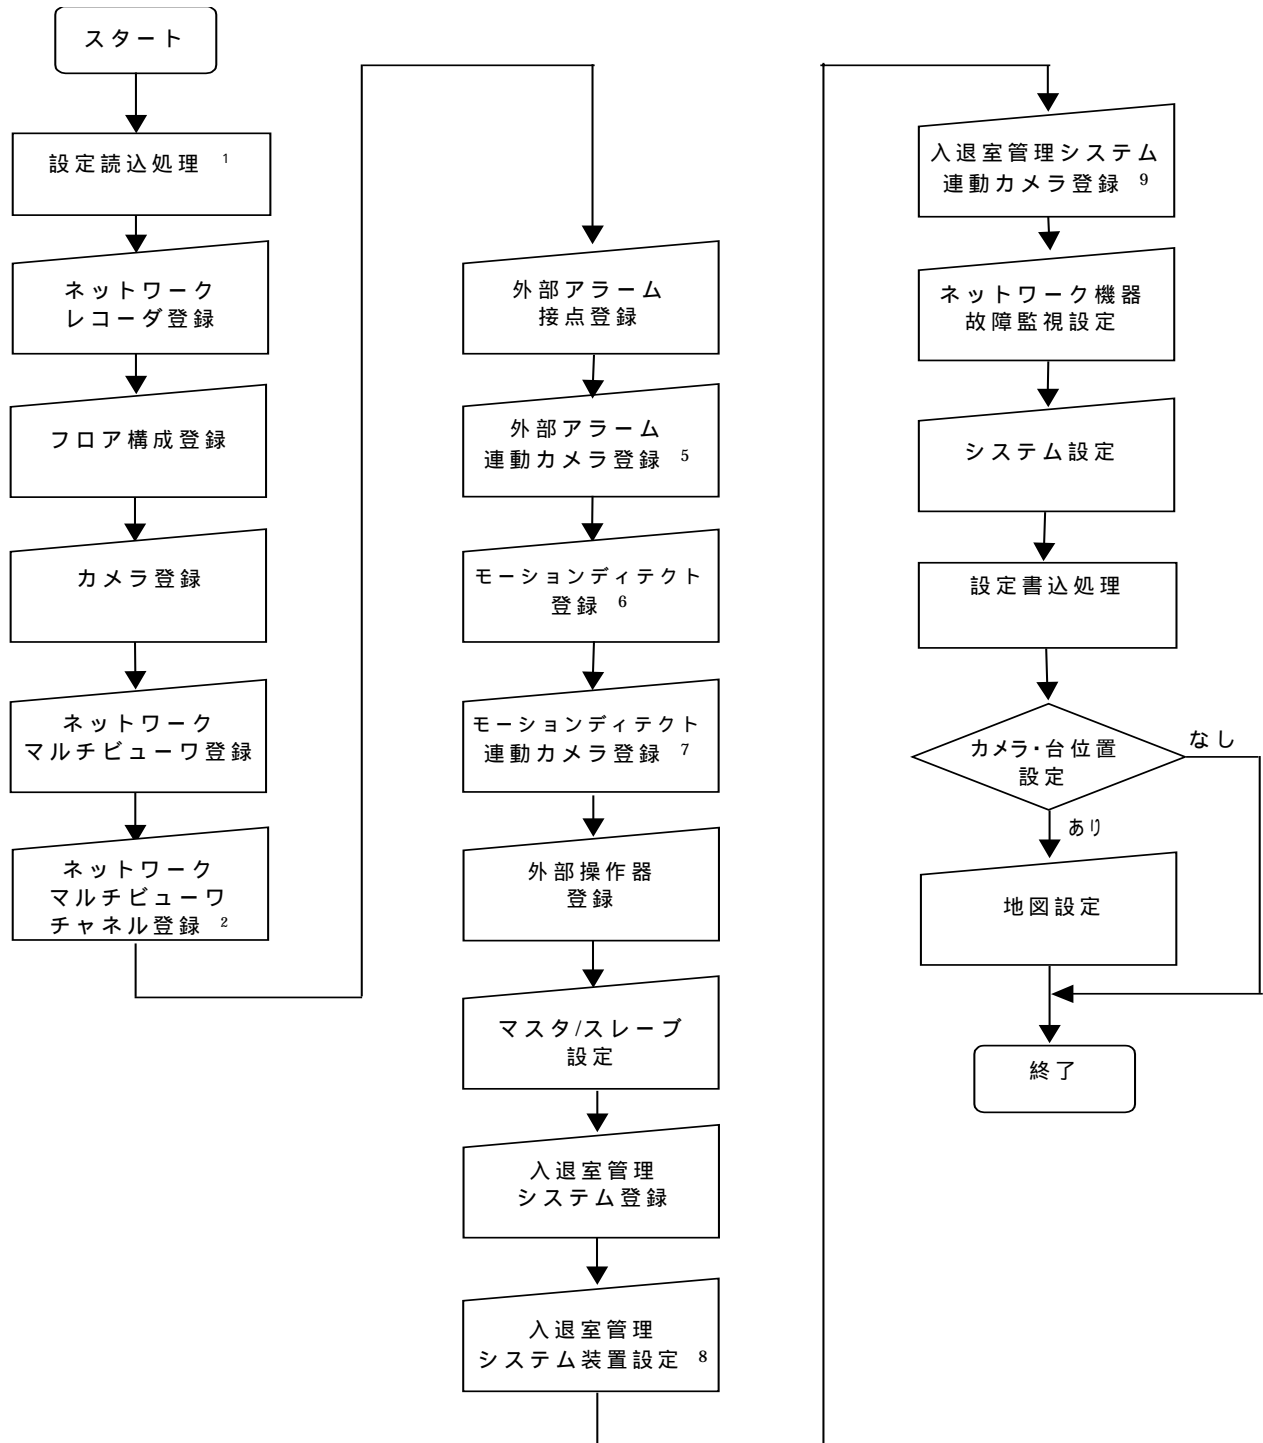 スタート
設定読込処理 1
ネットワーク
レコーダ登録
フロア構成登録
カメラ登録
ネットワーク
マルチビューワ登録
ネットワーク
マルチビューワ
チャネル登録 2
外部アラーム
接点登録
外部アラーム
連動カメラ登録 5
モーションディテクト
登録 6
モーションディテクト
連動カメラ登録 7
外部操作器
登録
マスタ/スレーブ
設定
入退室管理
システム登録
入退室管理
システム装置設定 8
入退室管理システム
連動カメラ登録 9
ネットワーク機器
故障監視設定
システム設定
設定書込処理
カメラ・台位置
設定
なし
あり
地図設定
終了